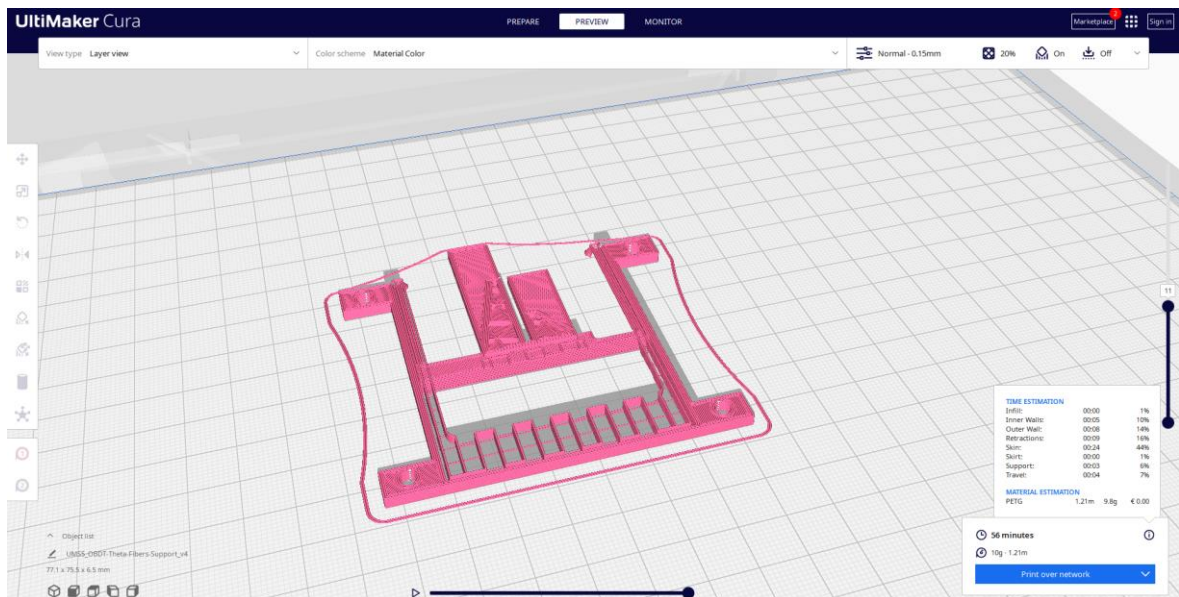 UltiMaker Cura
PREPARE PREVIEW MONITOR
Marketplace 2 Sign in
View type Layer view
Color scheme Material Color
Normal - 0.15mm 20% On Off
11
TIME ESTIMATION
Infill: 00:00 1%
Inner Walls: 00:05 10%
Outer Wall: 00:08 14%
Retractions: 00:09 16%
Skin: 00:24 44%
Skirt: 00:00 1%
Support: 00:03 6%
Travel: 00:04 7%
MATERIAL ESTIMATION
PETG 1.21m 9.8g € 0.00
Object list
77.1 x 75.5 x 6.5 mm
56 minutes
10g · 1.21m
Print over network